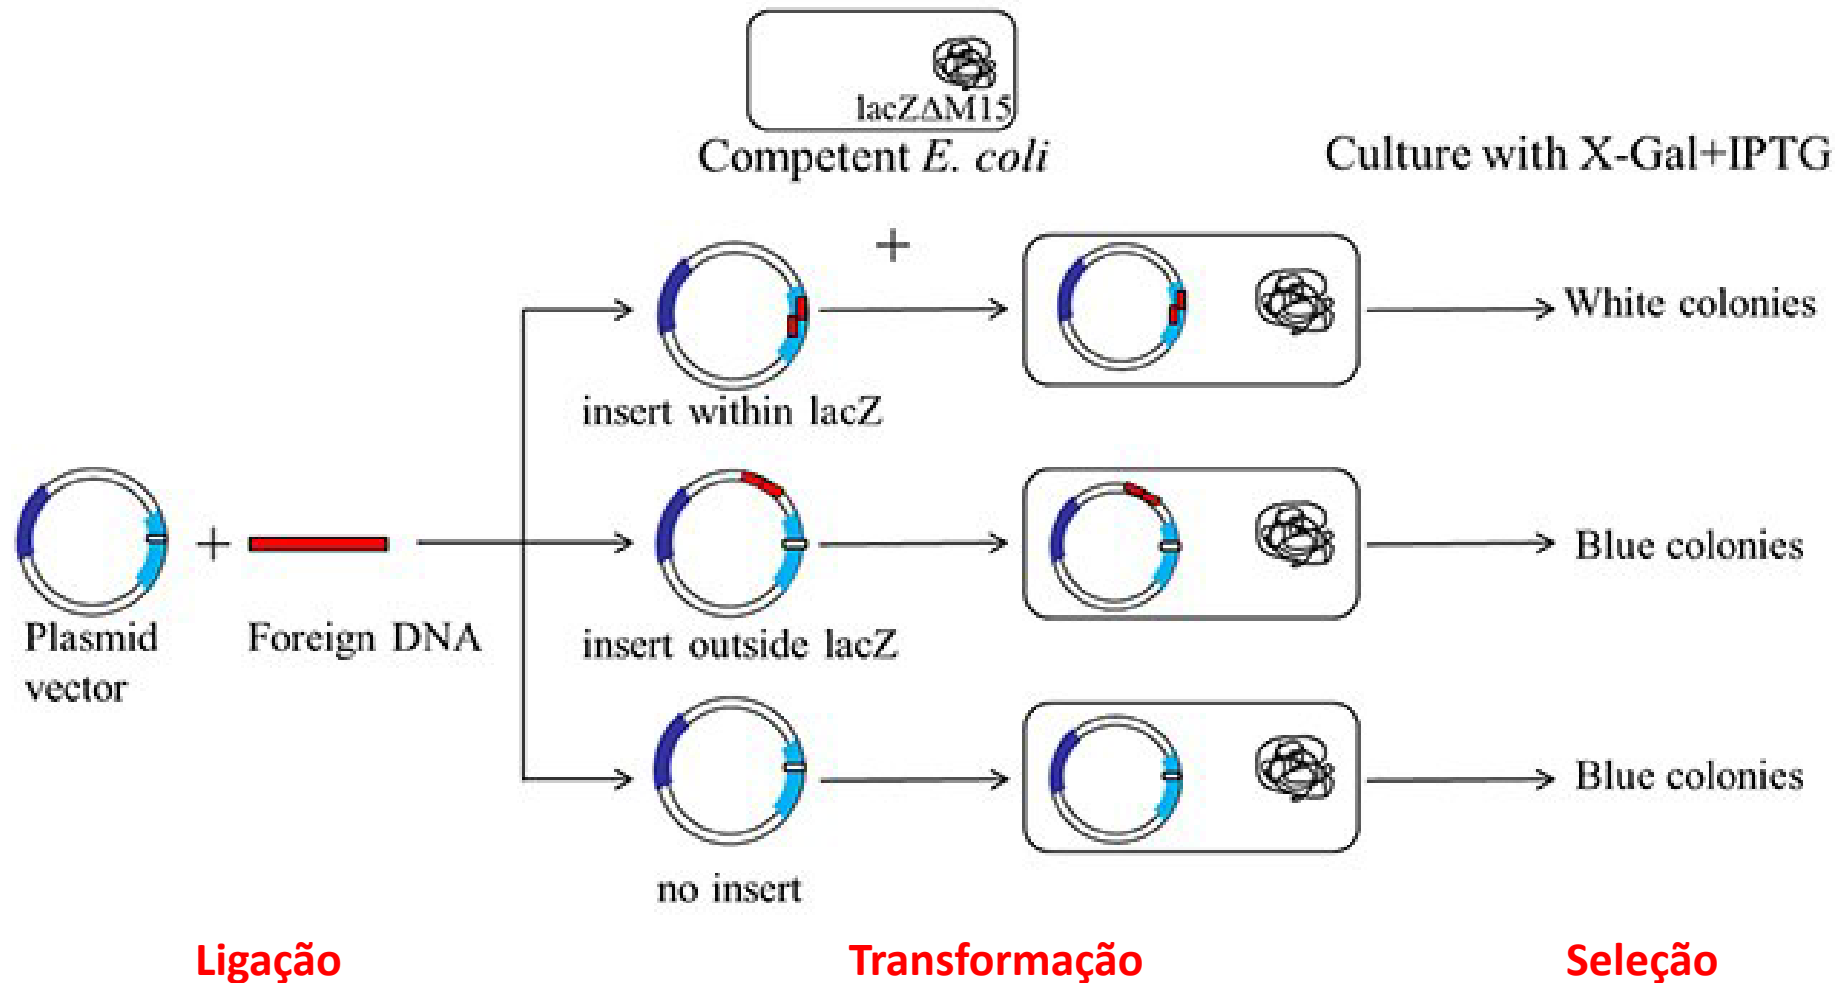 lacZΔM15
Competent E. coli
Culture with X-Gal+IPTG
+
White colonies
insert within lacZ
+
Plasmid
vector
Foreign DNA
Blue colonies
insert outside lacZ
Blue colonies
no insert
Ligação
Transformação
Seleção